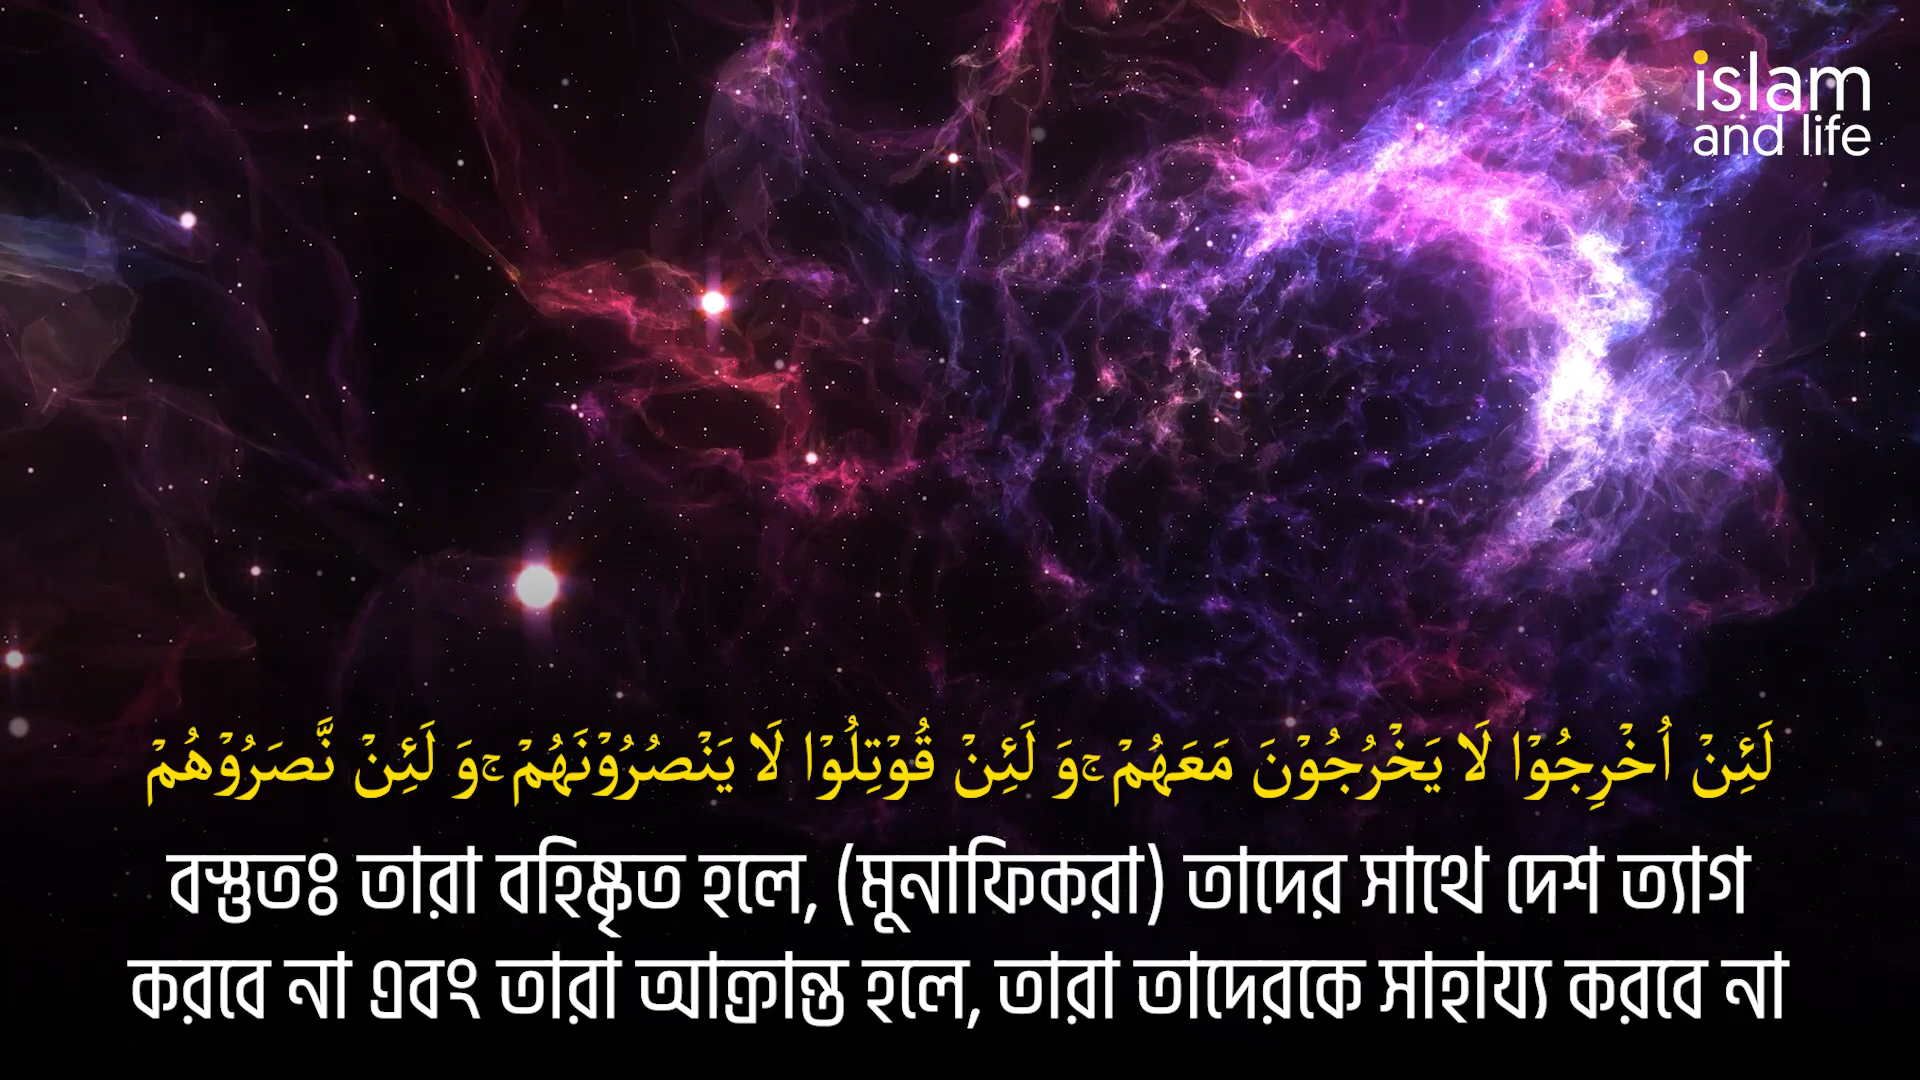 islam
and life
لَئِنْ اُخْرِجُوْا لَا يَخْرُجُوْنَ مَعَهُمْ ۚ وَ لَئِنْ قُوْتِلُوْا لَا يَنْصُرُوْنَهُمْ ۚ وَ لَئِنْ نَّصَرُوْهُمْ
বস্তুতঃ তারা বহিষ্কৃত হলে, (মুনাফিকরা) তাদের সাথে দেশ ত্যাগ
করবে না এবং তারা আক্রান্ত হলে, তারা তাদেরকে সাহায্য করবে না